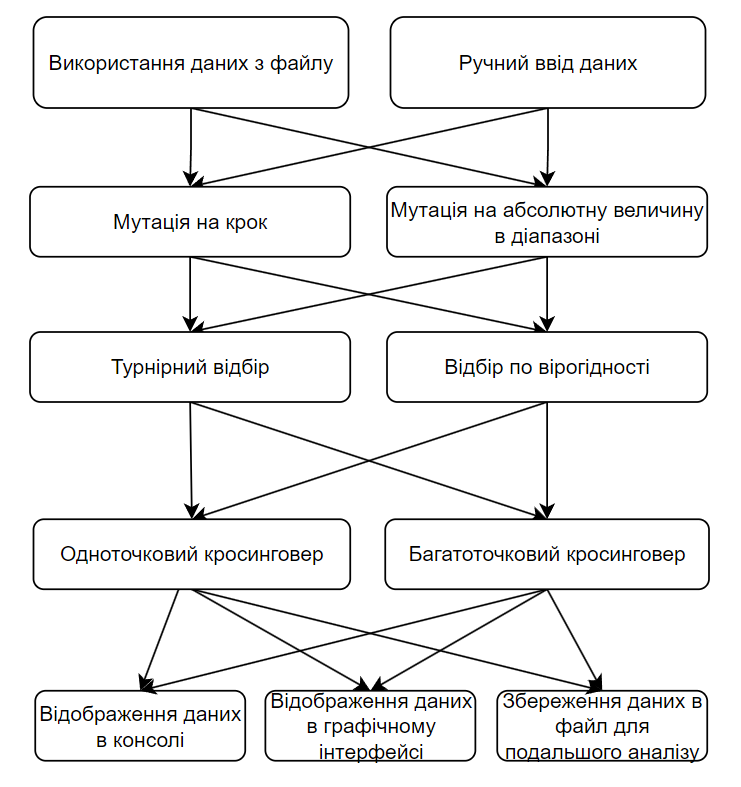 Використання даних з файлу
Ручний ввід даних
Мутація на крок
Мутація на абсолютну величину
в діапазоні
Турнірний відбір
Відбір по вірогідності
Одноточковий кросинговер
Багатоточковий кросинговер
Відображення даних
в консолі
Відображення даних
в графічному
інтерфейсі
Збереження даних в
файл для
подальшого аналізу